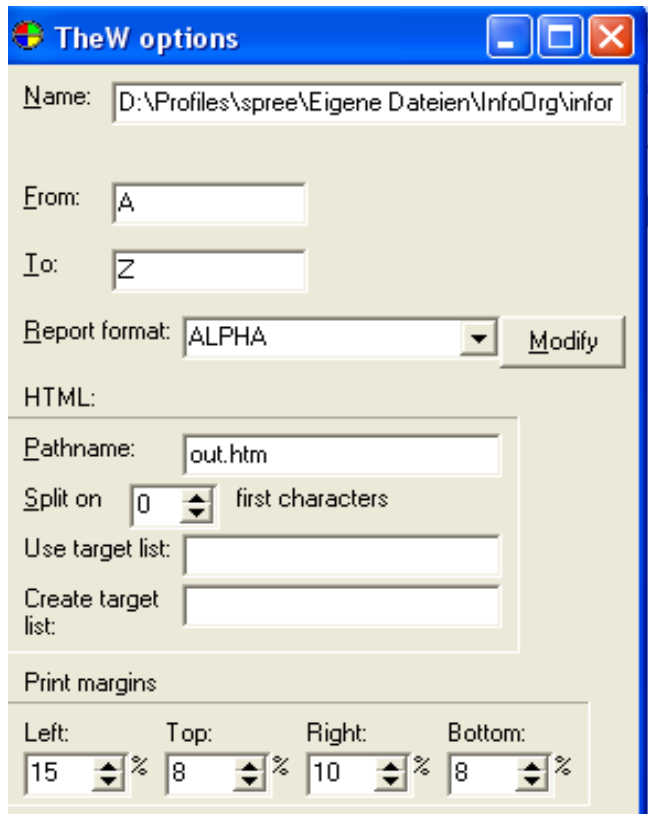 TheW options
Name: D:\Profiles\spree\Eigene Dateien\InfoOrg\infor
From: A
To: Z
Report format: ALPHA Modify
HTML:
Pathname: out.htm
Split on 0 first characters
Use target list:
Create target
list:
Print margins
Left: Top: Right: Bottom:
15 % 8 % 10 % 8 %